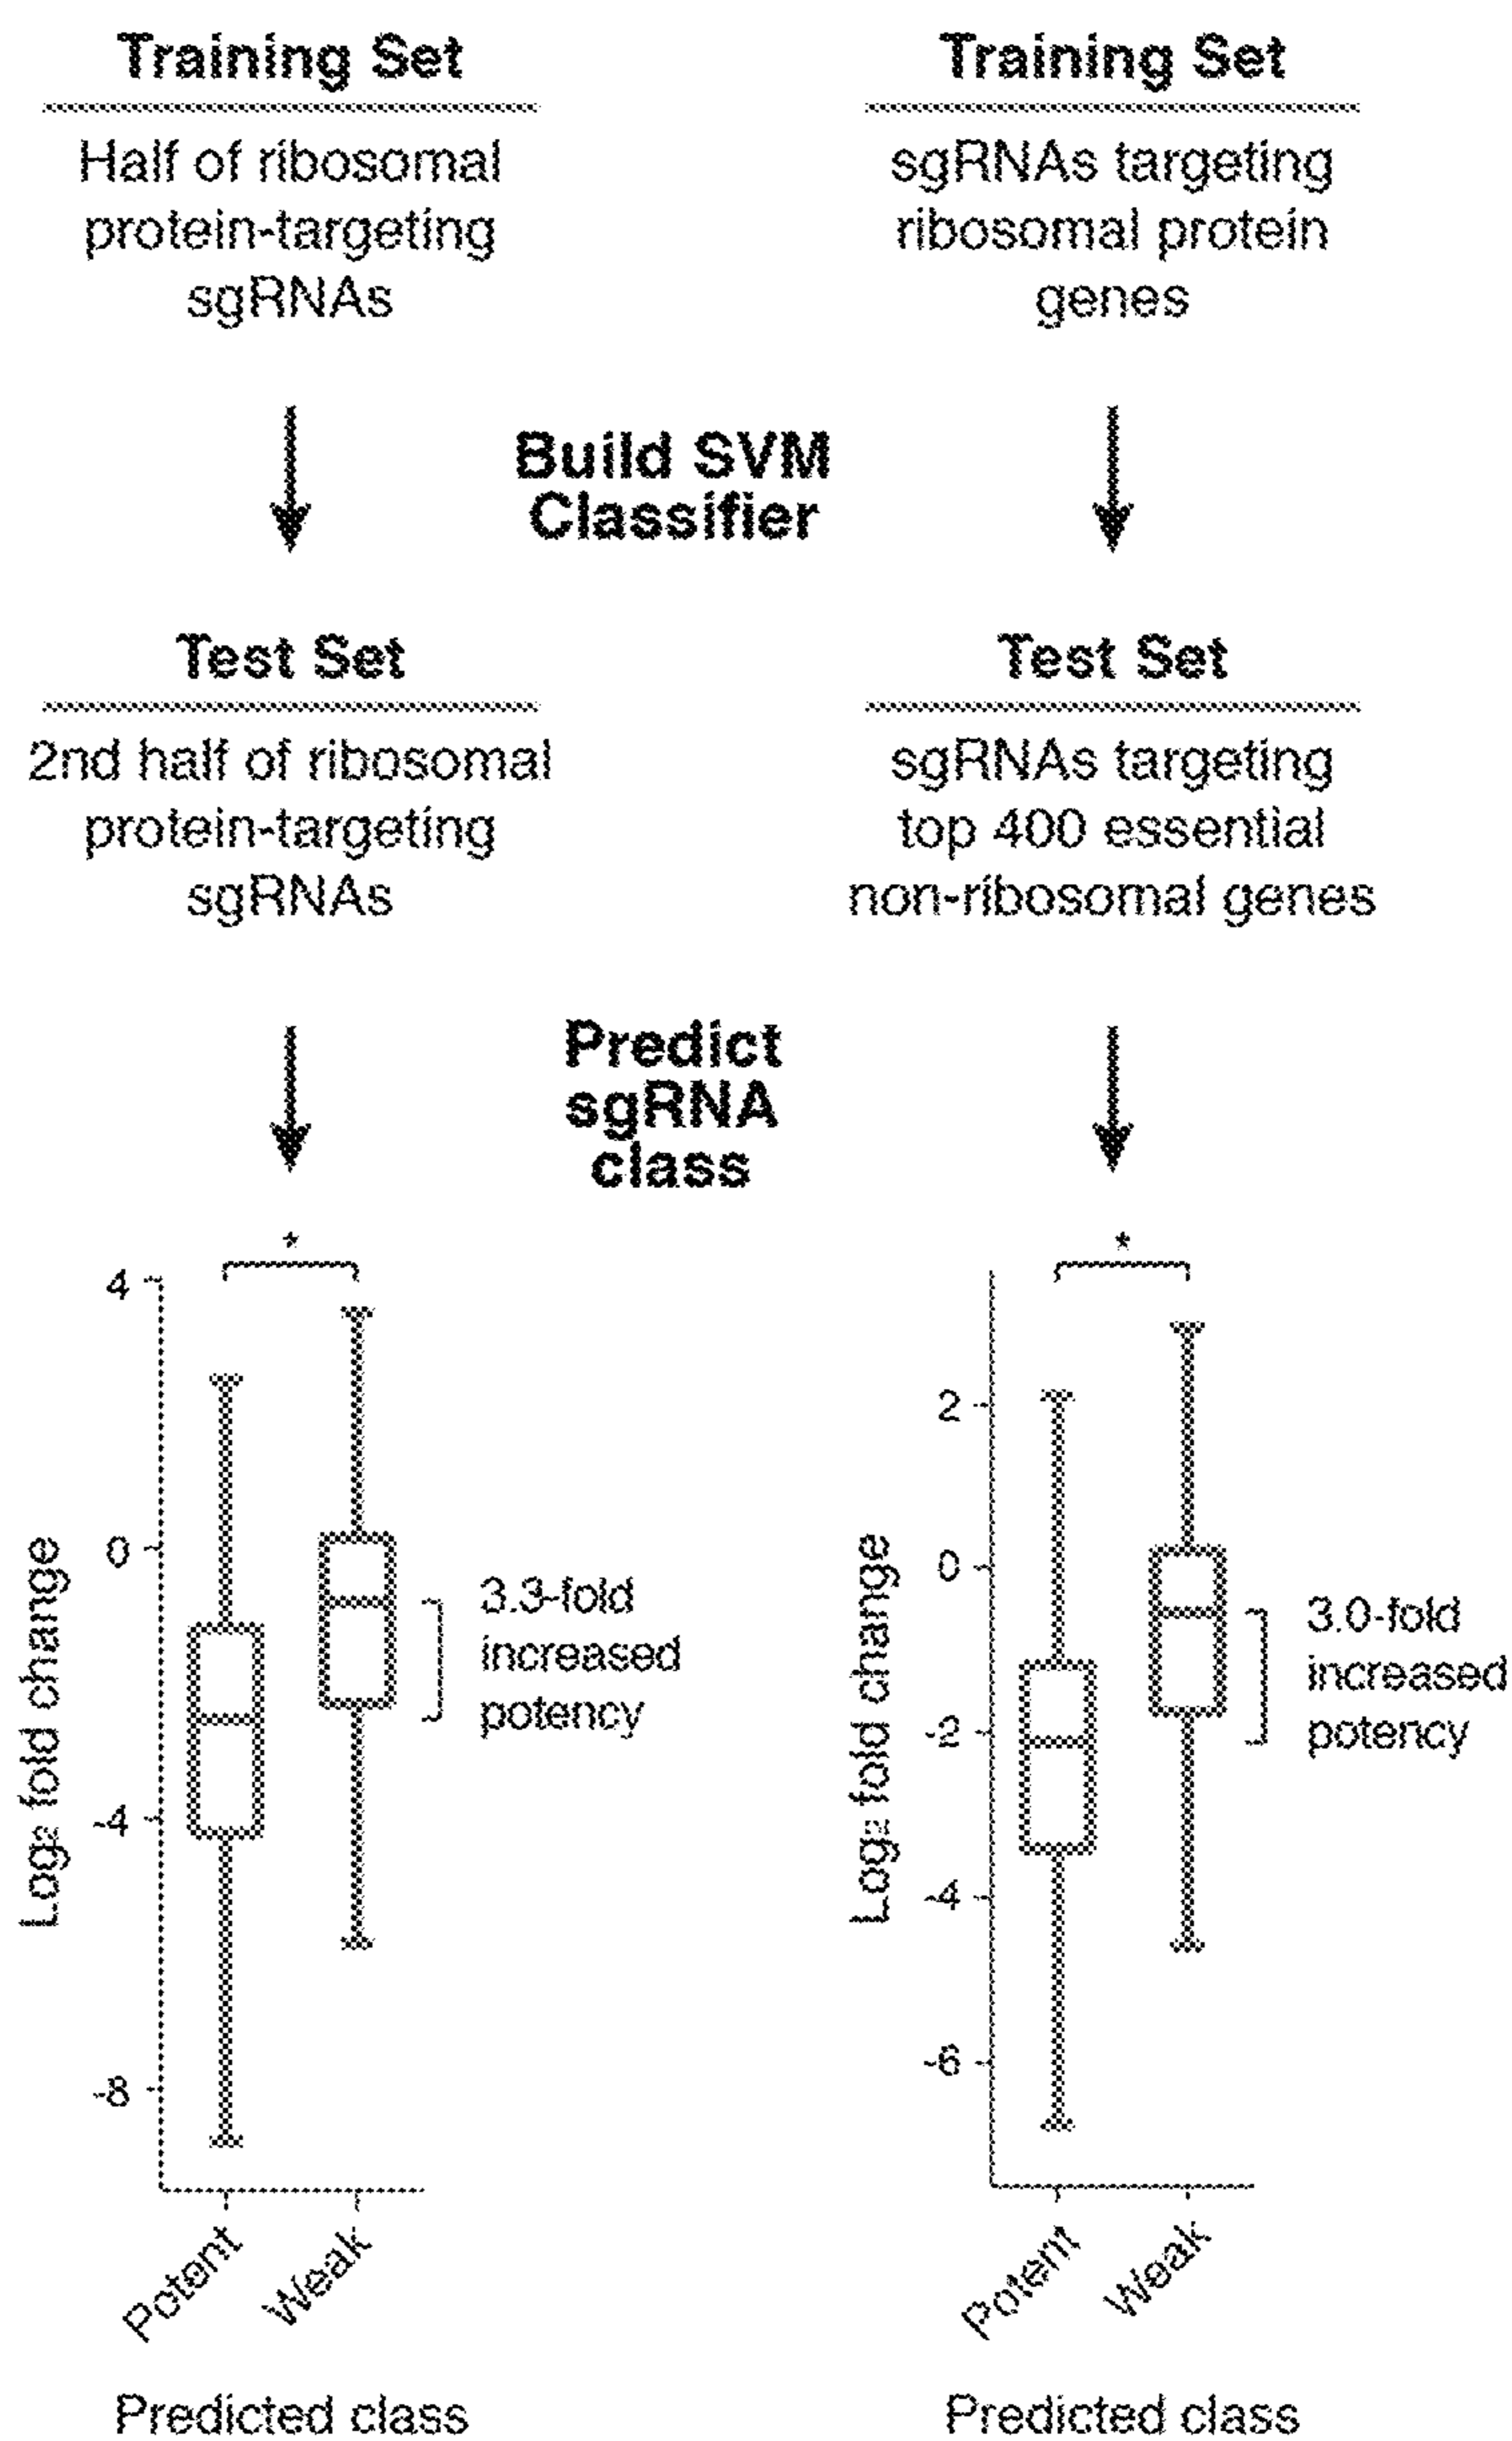 Training Set
Half of ribosomal
protein-targeting
sgRNAs
Training Set
sgRNAs targeting
ribosomal protein
genes
Build SVM
Classifier
Test Set
2nd half of ribosomal
protein-targeting
sgRNAs
Test Set
sgRNAs targeting
top 400 essential
non-ribosomal genes
Predict
sgRNA
class
*
4
0
-4
-8
Log₂ fold change
3.3-fold
increased
potency
Potent
Weak
Predicted class
*
2
0
-2
-4
-6
Log₂ fold change
3.0-fold
increased
potency
Potent
Weak
Predicted class